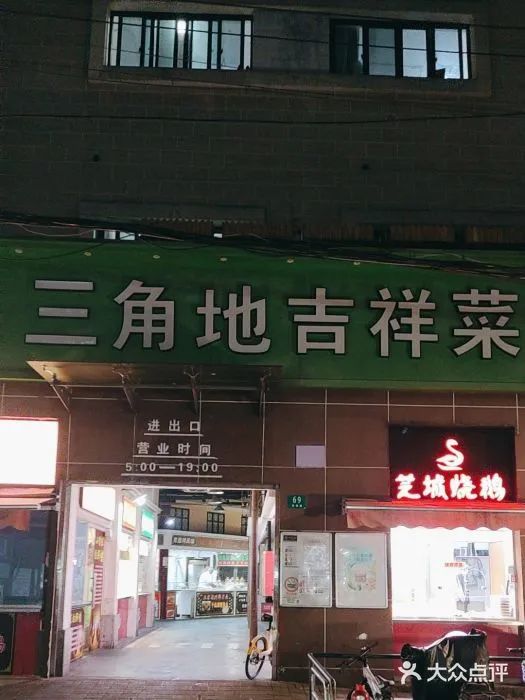 三角地吉祥菜
进出口
营业时间
5:00—19:00
69
芝城烧鹅
大众点评